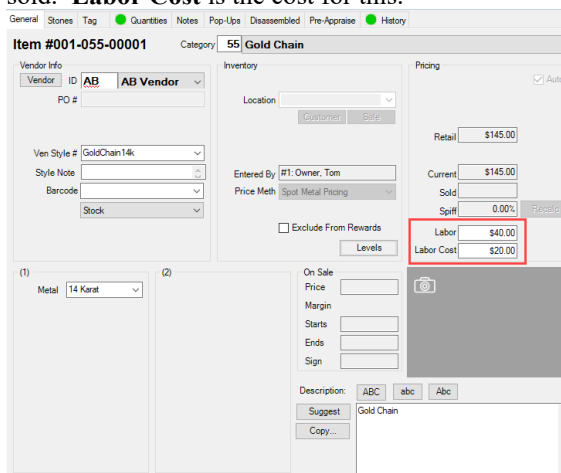 sold. Labor Cost is the cost for this.
General Stones Tag Quantities Notes Pop-Ups Disassembled Pre-Appraise History
Item #001-055-00001 Category 55 Gold Chain
Vendor Info Inventory Pricing
Vendor ID AB AB Vendor
PO #
Location
Customer Safe
Retail $145.00
Ven Style # GoldChain14k
Style Note
Entered By #1: Owner, Tom
Current $145.00
Barcode
Price Meth Spot Metal Pricing
Sold
Stock
Spiff 0.00%
Exclude From Rewards
Labor $40.00
Levels
Labor Cost $20.00
(1) (2) On Sale
Metal 14 Karat
Price
Margin
Starts
Ends
Sign
Description: ABC abc Abc
Suggest Gold Chain
Copy...